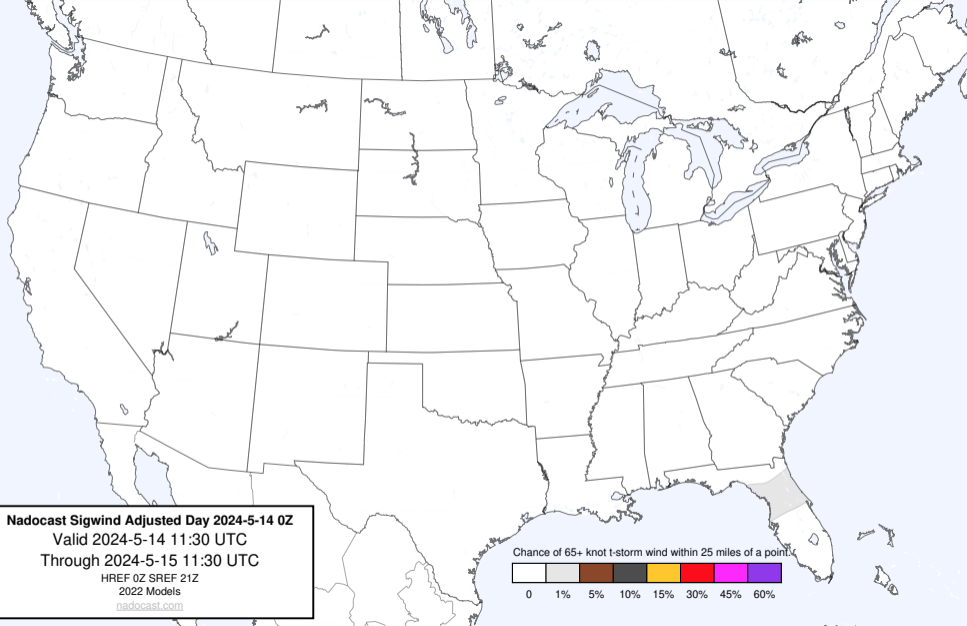 Nadocast Sigwind Adjusted Day 2024-5-14 0Z
Valid 2024-5-14 11:30 UTC
Through 2024-5-15 11:30 UTC
HREF 0Z SREF 21Z
2022 Models
nadocast.com
Chance of 65+ knot t-storm wind within 25 miles of a point.
0 1% 5% 10% 15% 30% 45% 60%